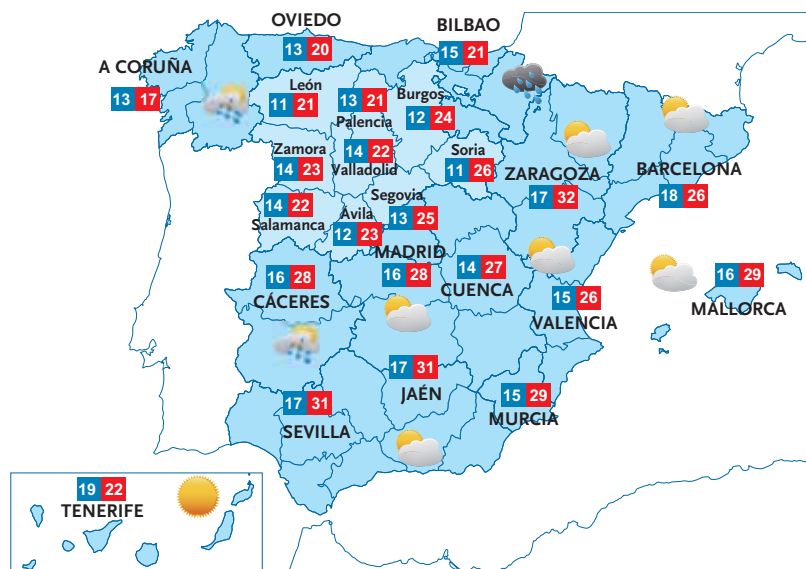 OVIEDO
13 20
BILBAO
15 21
A CORUÑA
13 17
León
11 21
13 21
Palencia
Burgos
12 24
Zamora
14 23
14 22
Valladolid
Soria
11 26
ZARAGOZA
17 32
BARCELONA
18 26
14 22
Salamanca
Ávila
12 23
Segovia
13 25
MADRID
16 28
16 28
CÁCERES
14 27
CUENCA
15 26
VALENCIA
16 29
MALLORCA
17 31
JAÉN
17 31
SEVILLA
15 29
MURCIA
19 22
TENERIFE